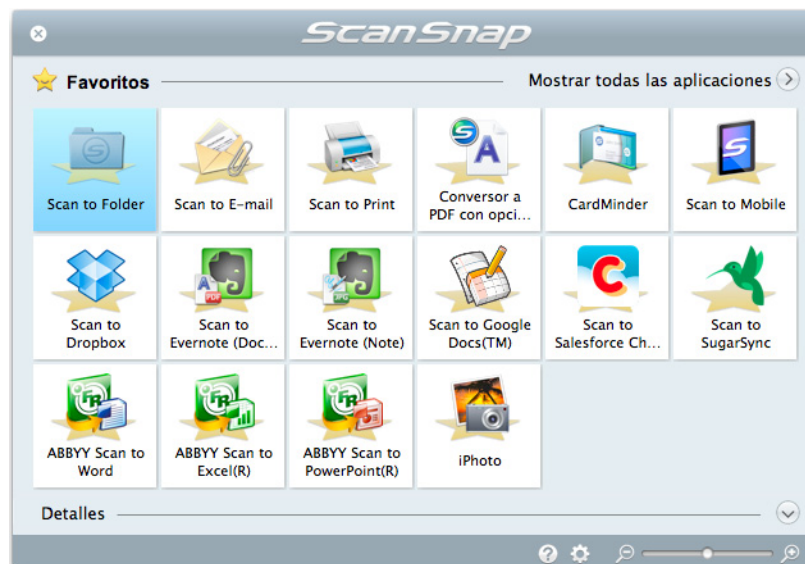 ScanSnap
Favoritos
Mostrar todas las aplicaciones
Scan to Folder
Scan to E-mail
Scan to Print
Conversor a
PDF con opci...
CardMinder
Scan to Mobile
Scan to
Dropbox
Scan to
Evernote (Doc...
Scan to
Evernote (Note)
Scan to Google
Docs(TM)
Scan to
Salesforce Ch...
Scan to
SugarSync
ABBYY Scan to
Word
ABBYY Scan to
Excel(R)
ABBYY Scan to
PowerPoint(R)
iPhoto
Detalles